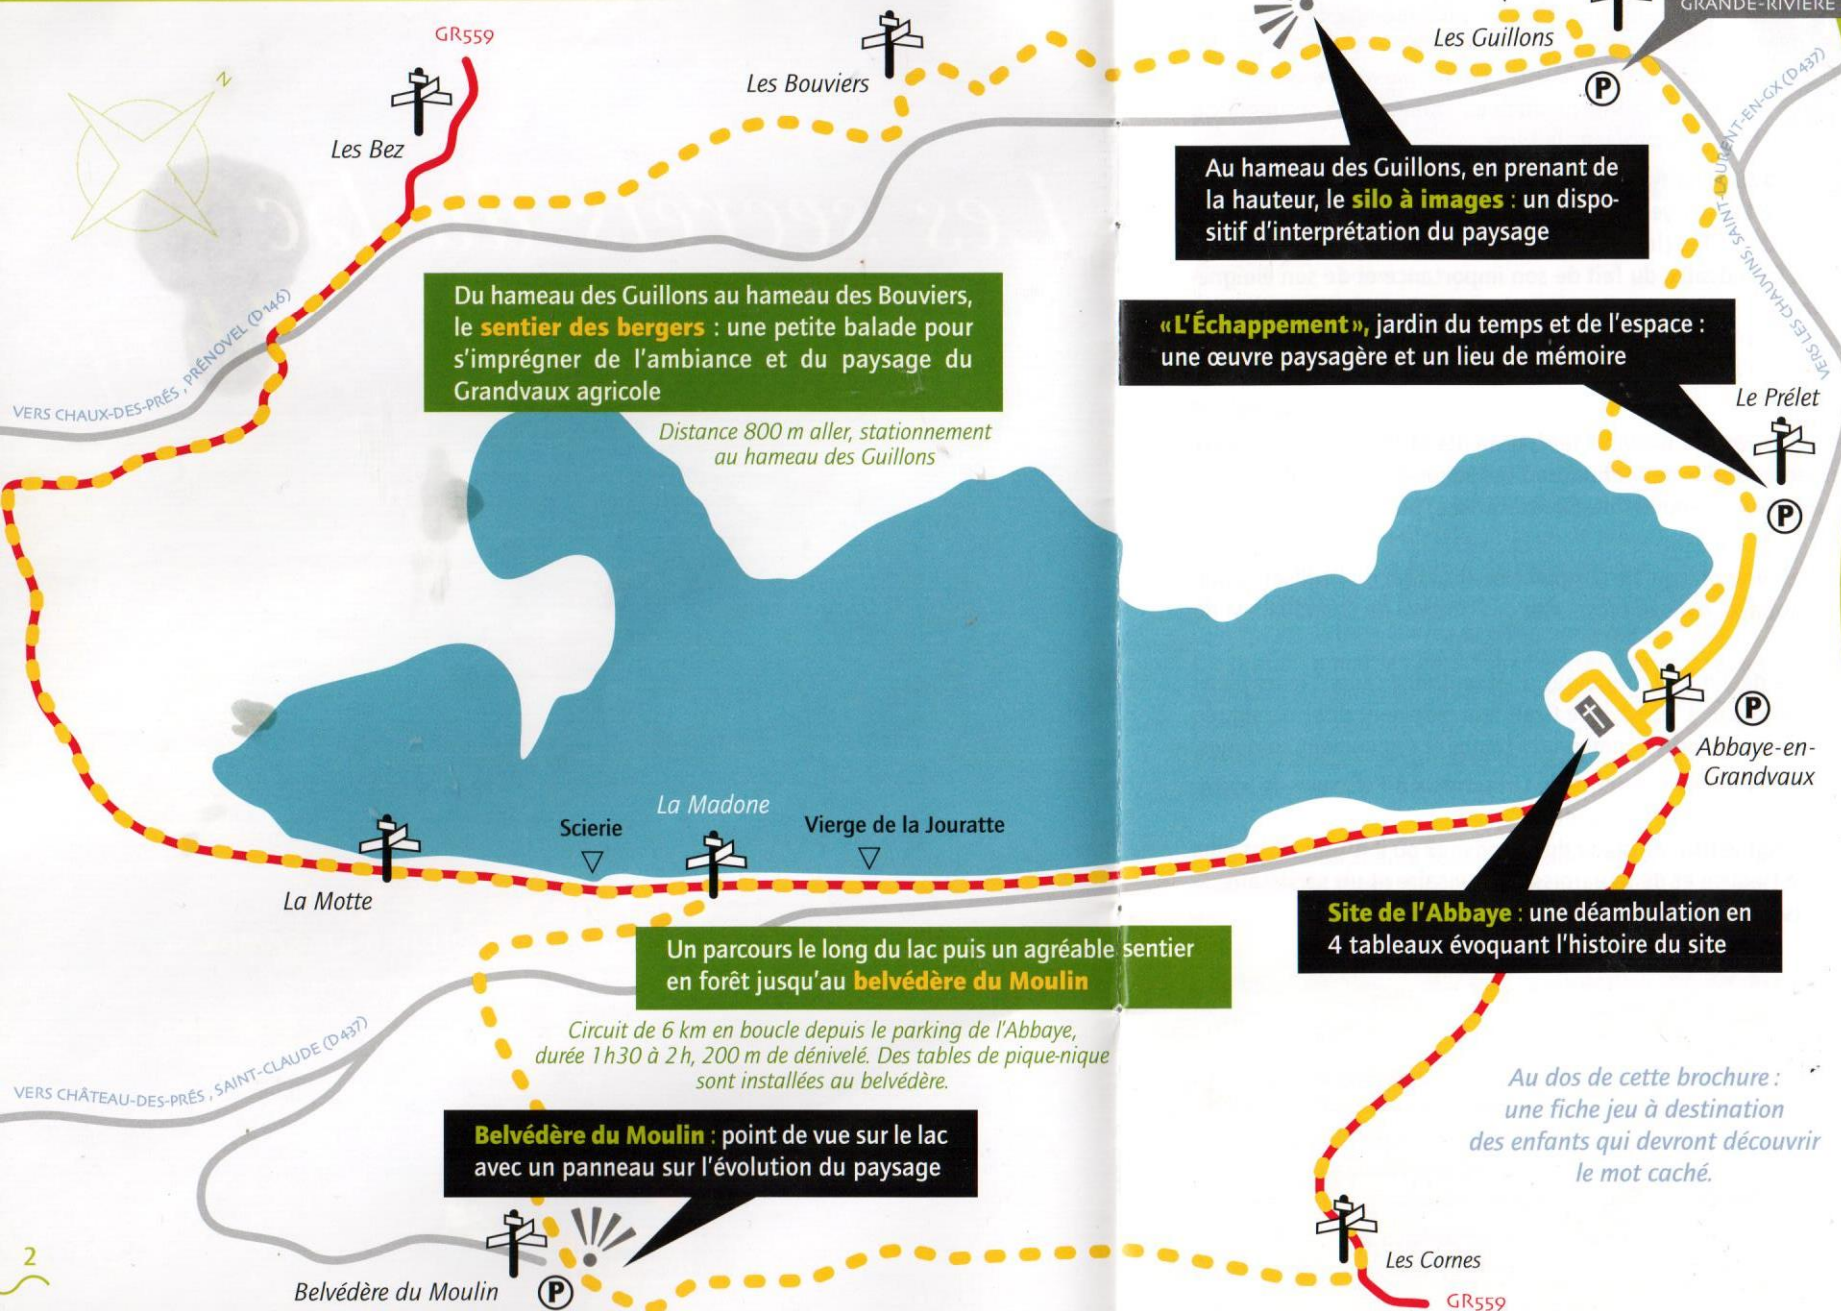 GR559
Les Bez
Les Bouviers
Les Guillons
GRANDE-RIVIÈRE
P
N
VERS LES CHAUVINS, SAINT-LAURENT-EN-GX (D437)
Au hameau des Guillons, en prenant de
la hauteur, le silo à images : un dispo-
sitif d'interprétation du paysage
Du hameau des Guillons au hameau des Bouviers,
le sentier des bergers : une petite balade pour
s'imprégner de l'ambiance et du paysage du
Grandvaux agricole
Distance 800 m aller, stationnement
au hameau des Guillons
«L'Échappement», jardin du temps et de l'espace :
une œuvre paysagère et un lieu de mémoire
VERS CHAUX-DES-PRÉS, PRÉNOVEL (D146)
Le Prélet
P
P
Abbaye-en-
Grandvaux
La Madone
Scierie
Vierge de la Jouratte
La Motte
Site de l'Abbaye : une déambulation en
4 tableaux évoquant l'histoire du site
Un parcours le long du lac puis un agréable sentier
en forêt jusqu'au belvédère du Moulin
Circuit de 6 km en boucle depuis le parking de l'Abbaye,
durée 1h30 à 2h, 200 m de dénivelé. Des tables de pique-nique
sont installées au belvédère.
VERS CHÂTEAU-DES-PRÉS, SAINT-CLAUDE (D437)
Belvédère du Moulin : point de vue sur le lac
avec un panneau sur l'évolution du paysage
Au dos de cette brochure :
une fiche jeu à destination
des enfants qui devront découvrir
le mot caché.
Belvédère du Moulin
P
Les Cornes
GR559
2